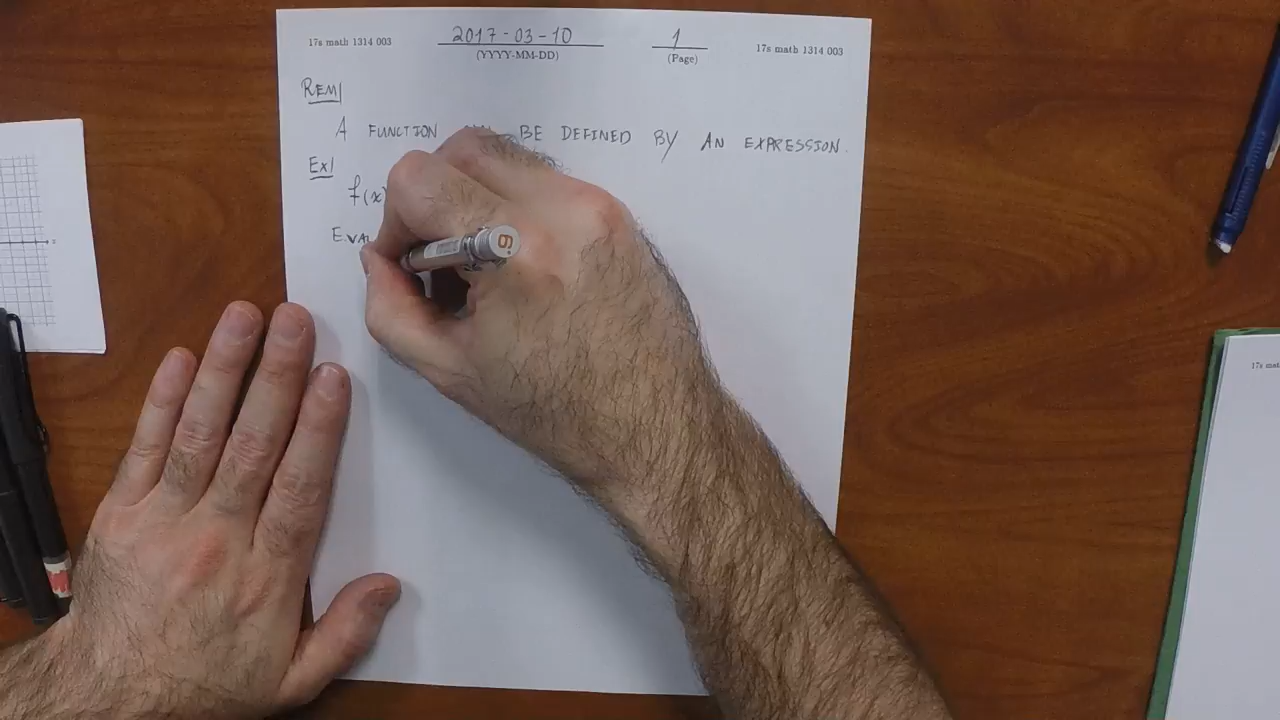 17s math 1314 003 2017-03-10 1 17s math 1314 003
(YYYY-MM-DD) (Page)
REM
A FUNCTION BE DEFINED BY AN EXPRESSION.
EX
f(x)
17s